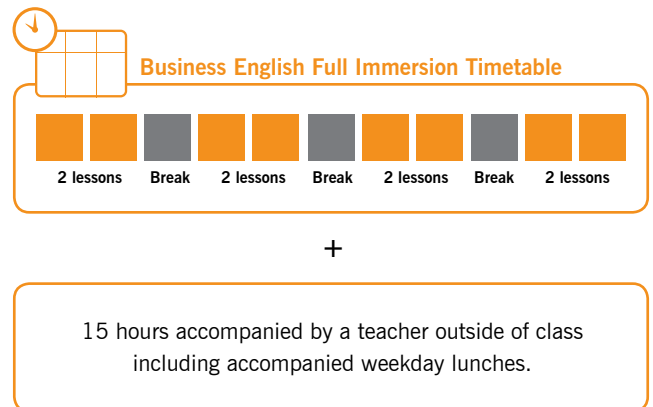 Business English Full Immersion Timetable
2 lessons Break 2 lessons Break 2 lessons Break 2 lessons
+
15 hours accompanied by a teacher outside of class
including accompanied weekday lunches.